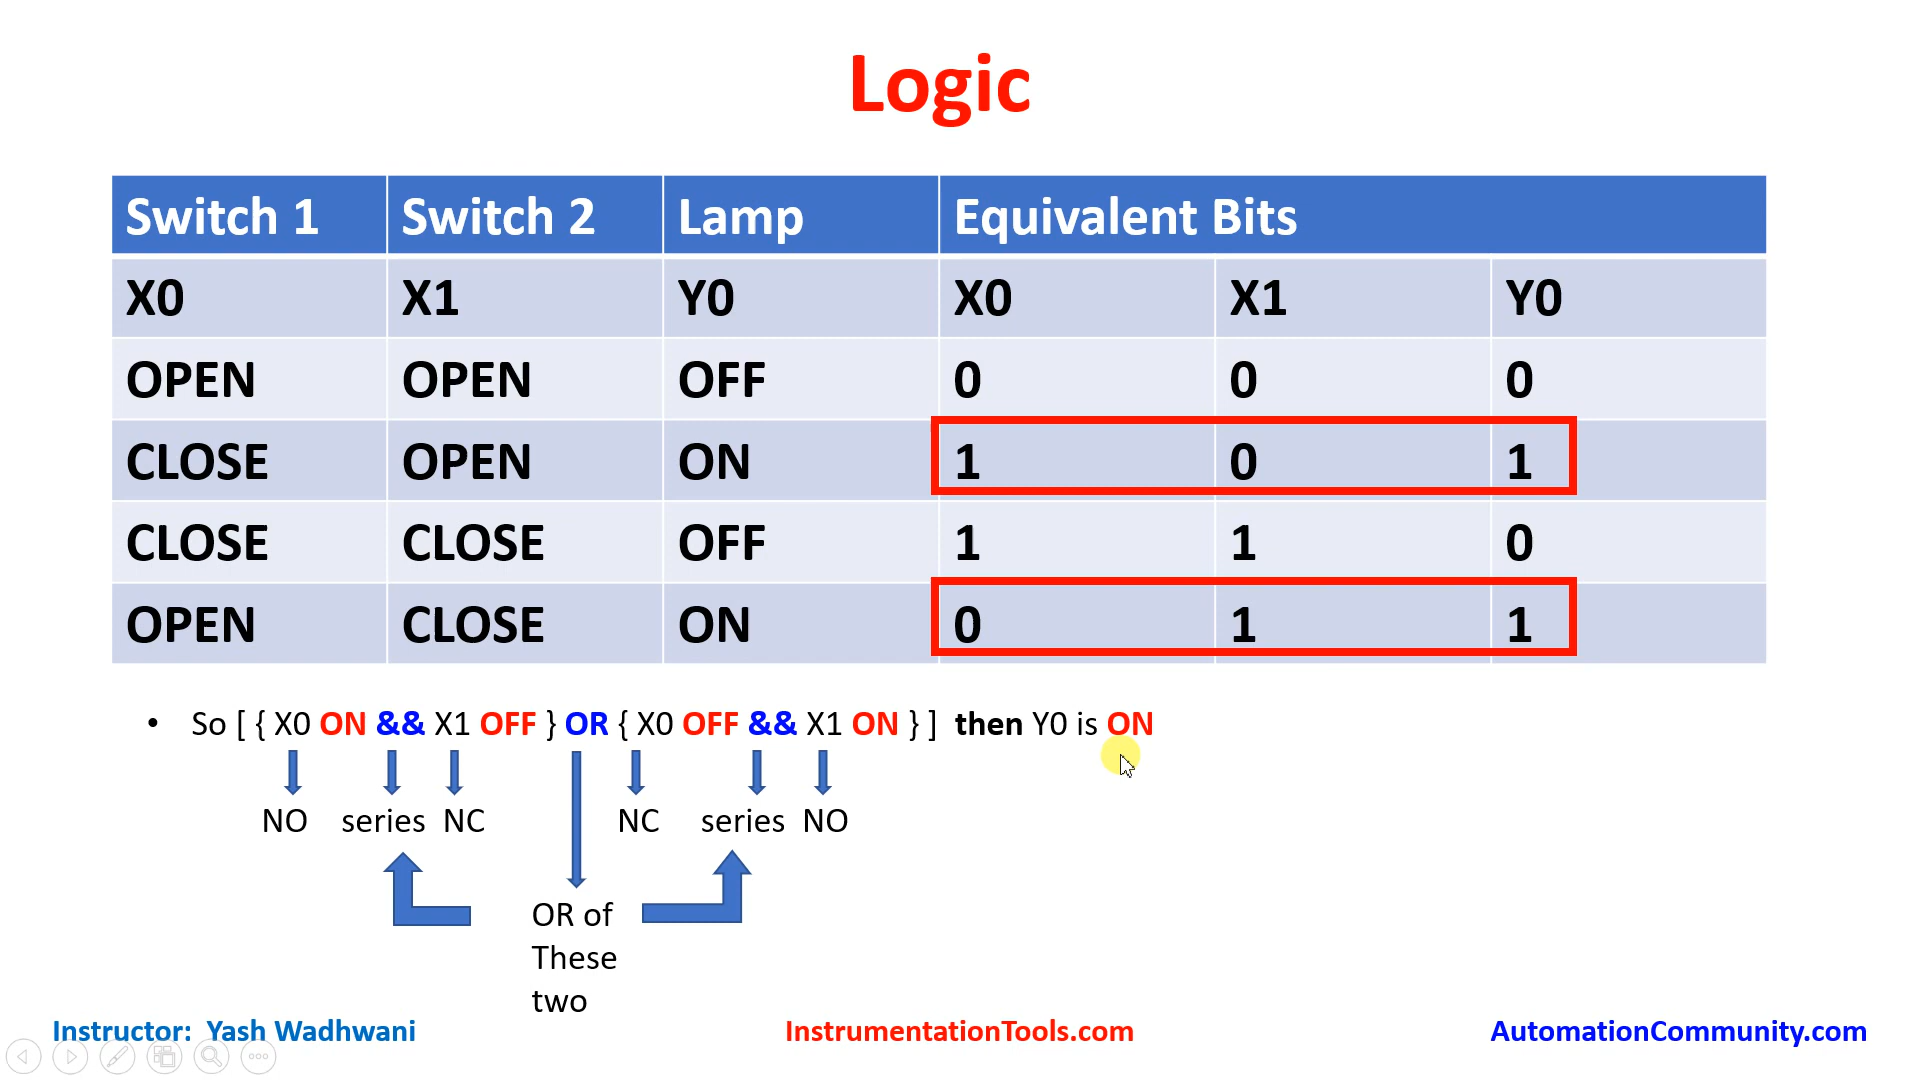 Logic
Switch 1 Switch 2 Lamp Equivalent Bits
X0 X1 Y0 X0 X1 Y0
OPEN OPEN OFF 0 0 0
CLOSE OPEN ON 1 0 1
CLOSE CLOSE OFF 1 1 0
OPEN CLOSE ON 0 1 1
• So [ { X0 ON && X1 OFF } OR { X0 OFF && X1 ON } ] then Y0 is ON
NO series NC NC series NO
OR of
These
two
Instructor: Yash Wadhwani InstrumentationTools.com AutomationCommunity.com